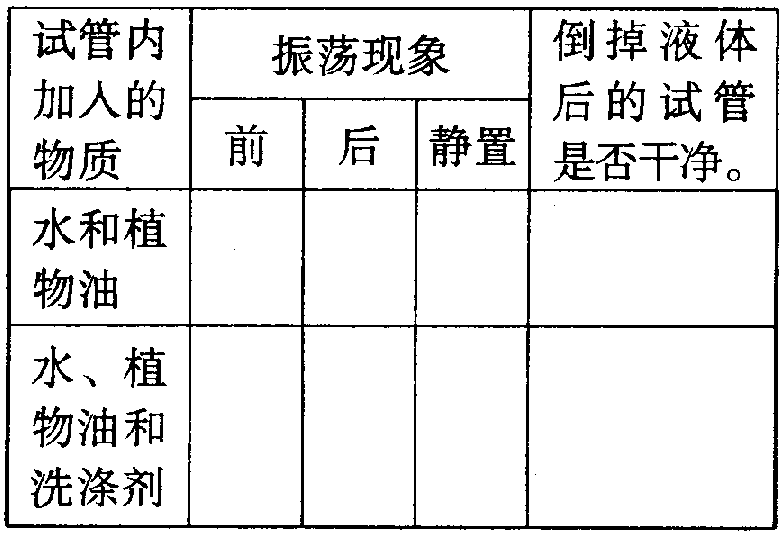 试管内
加人的
物质
振荡现象
前
后
静置
倒掉液体
后的试管
是否干净。
水和植
物油
水、植
物油和
洗涤剂